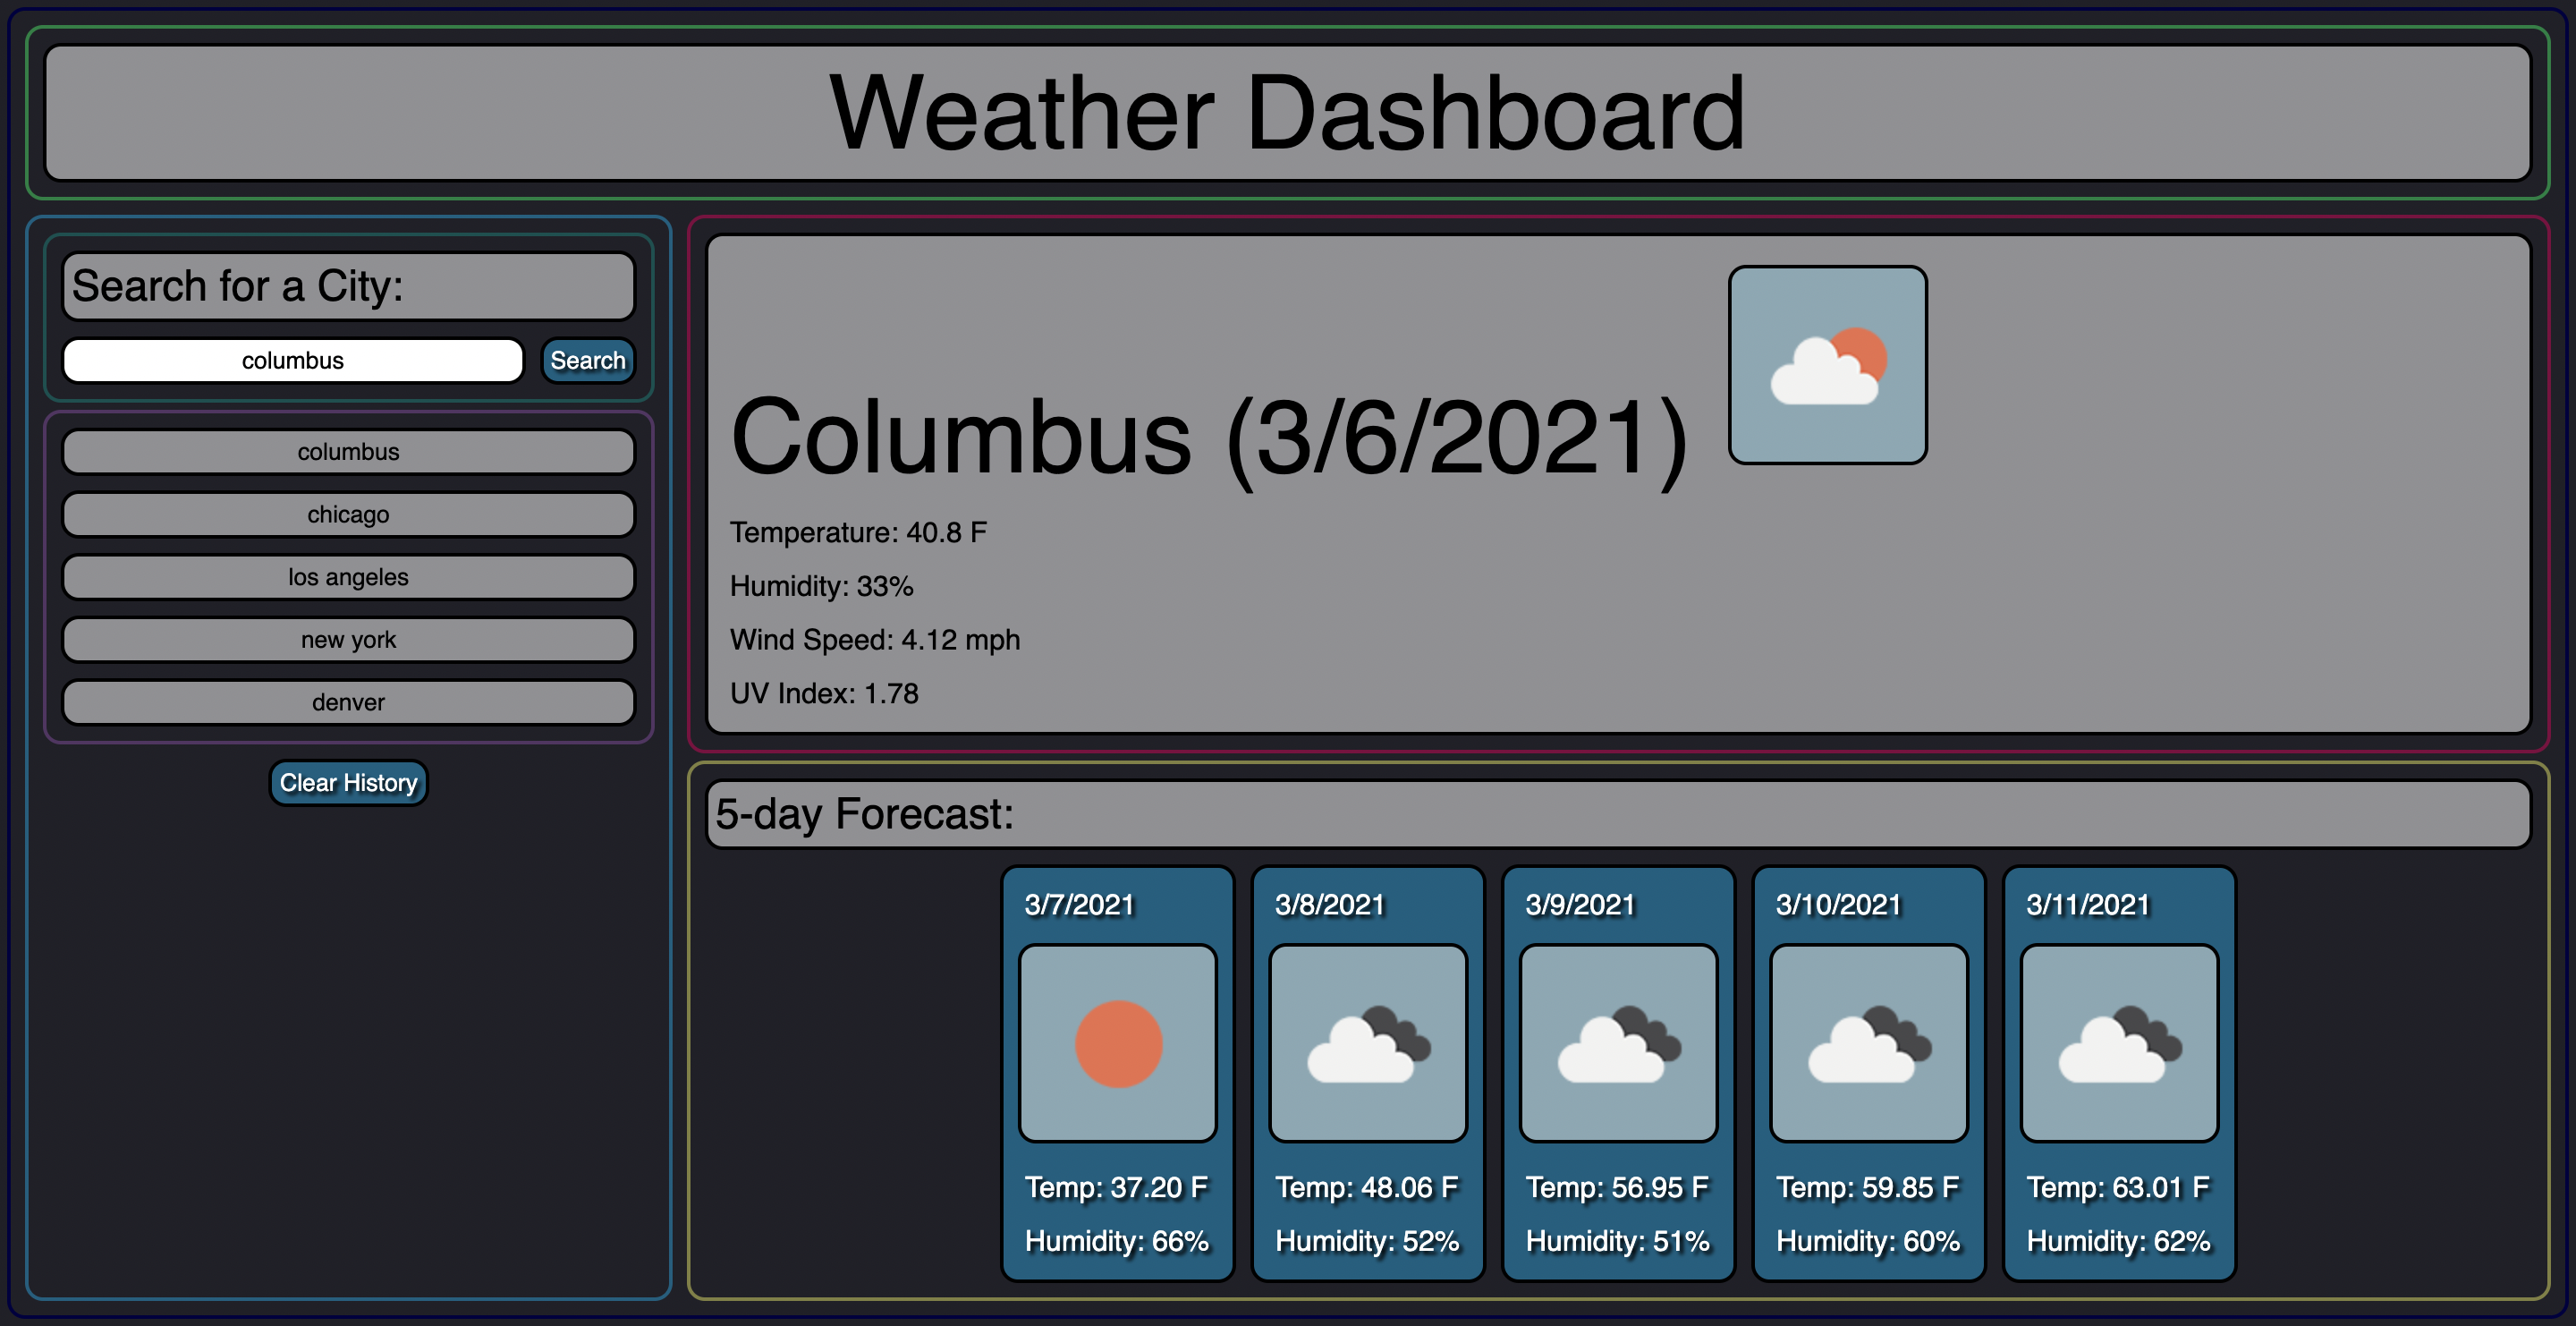 Weather Dashboard
Search for a City:
columbus
Search
columbus
chicago
los angeles
new york
denver
Clear History
Columbus (3/6/2021)
Temperature: 40.8 F
Humidity: 33%
Wind Speed: 4.12 mph
UV Index: 1.78
5-day Forecast:
3/7/2021
Temp: 37.20 F
Humidity: 66%
3/8/2021
Temp: 48.06 F
Humidity: 52%
3/9/2021
Temp: 56.95 F
Humidity: 51%
3/10/2021
Temp: 59.85 F
Humidity: 60%
3/11/2021
Temp: 63.01 F
Humidity: 62%